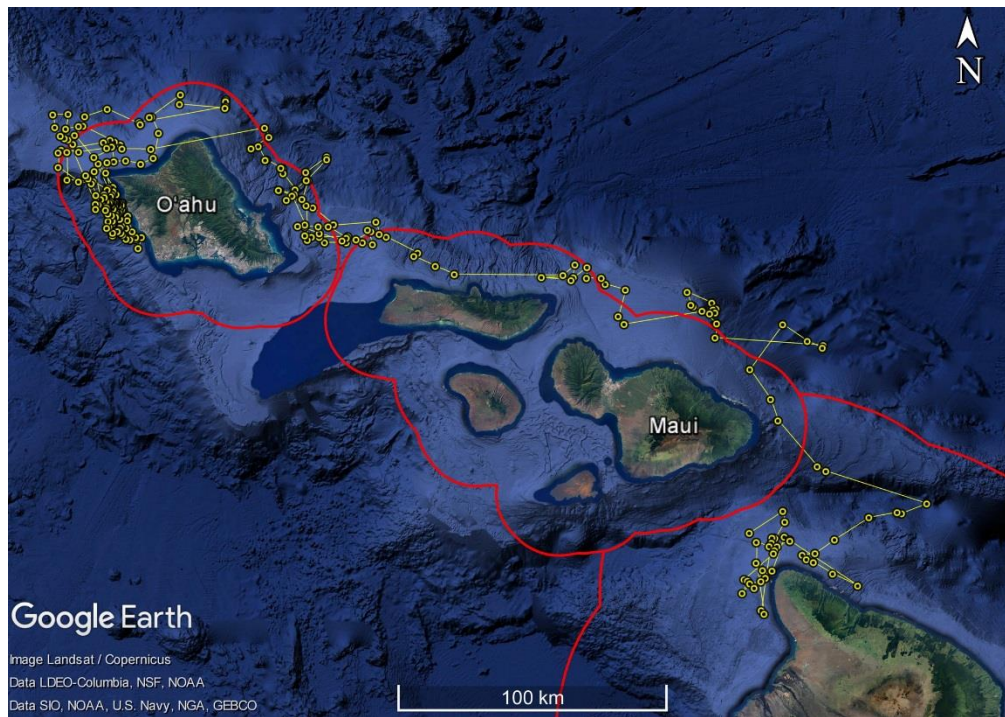 N
O'ahu
Maui
Google Earth
Image Landsat / Copernicus
Data LDEO-Columbia, NSF, NOAA
Data SIO, NOAA, U.S. Navy, NGA, GEBCO
100 km